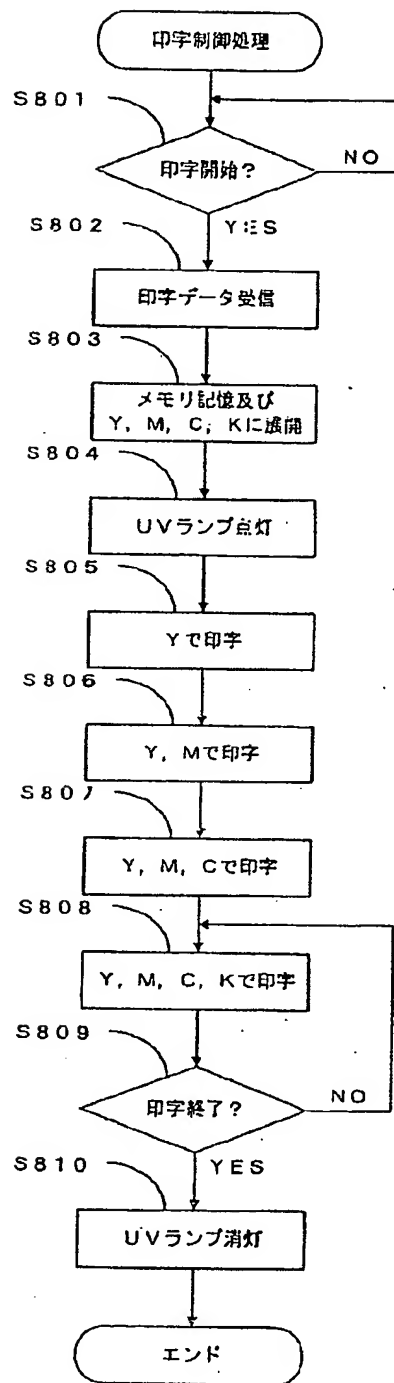 印字制御処理
S801
印字開始?
NO
YES
S802
印字データ受信
S803
メモリ記憶及び
Y, M, C, Kに展開
S804
UVランプ点灯
S805
Yで印字
S806
Y, Mで印字
S807
Y, M, Cで印字
S808
Y, M, C, Kで印字
S809
印字終了?
NO
YES
S810
UVランプ消灯
エンド